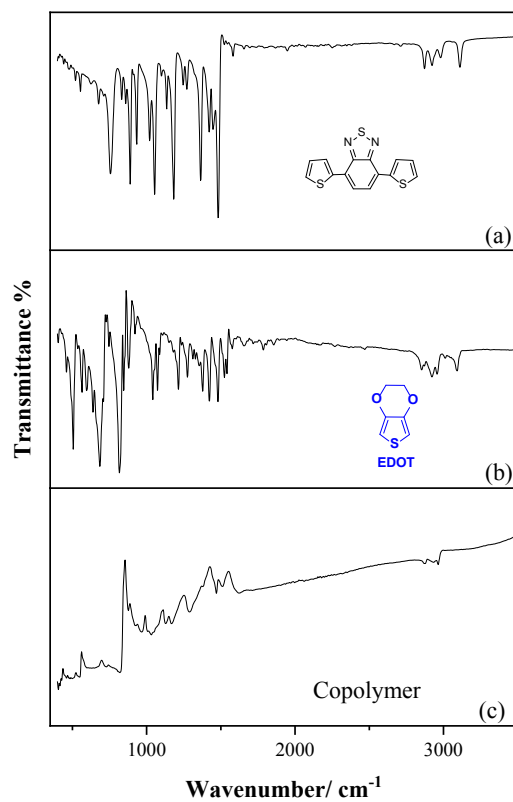 S
N N
S S
(a)
O O
S
EDOT
(b)
Copolymer
(c)
Transmittance %
1000 2000 3000
Wavenumber/ cm⁻¹